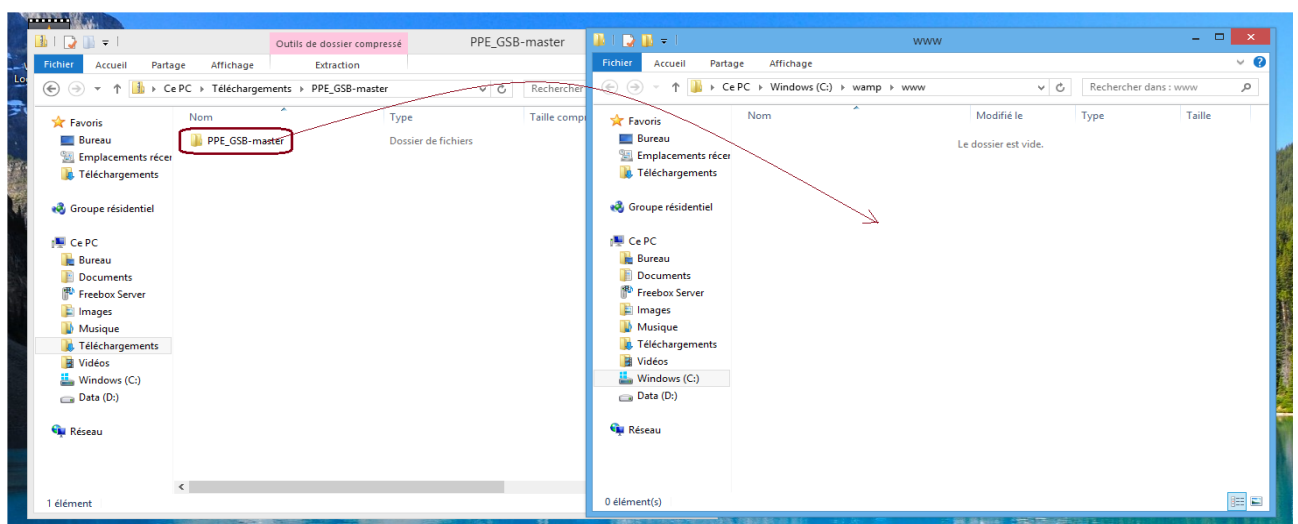 Outils de dossier compressé
PPE_GSB-master
Fichier Accueil Partage Affichage Extraction
Ce PC Téléchargements PPE_GSB-master
Rechercher
Nom Type Taille comp
Favoris
Bureau
Emplacements récer
Téléchargements
PPE_GSB-master Dossier de fichiers
Groupe résidentiel
Ce PC
Bureau
Documents
Freebox Server
Images
Musique
Téléchargements
Vidéos
Windows (C:)
Data (D:)
Réseau
1 élément
www
Fichier Accueil Partage Affichage
Ce PC Windows (C:) wamp www
Rechercher dans : www
Nom Modifié le Type Taille
Le dossier est vide.
Favoris
Bureau
Emplacements récer
Téléchargements
Groupe résidentiel
Ce PC
Bureau
Documents
Freebox Server
Images
Musique
Téléchargements
Vidéos
Windows (C:)
Data (D:)
Réseau
0 élément(s)